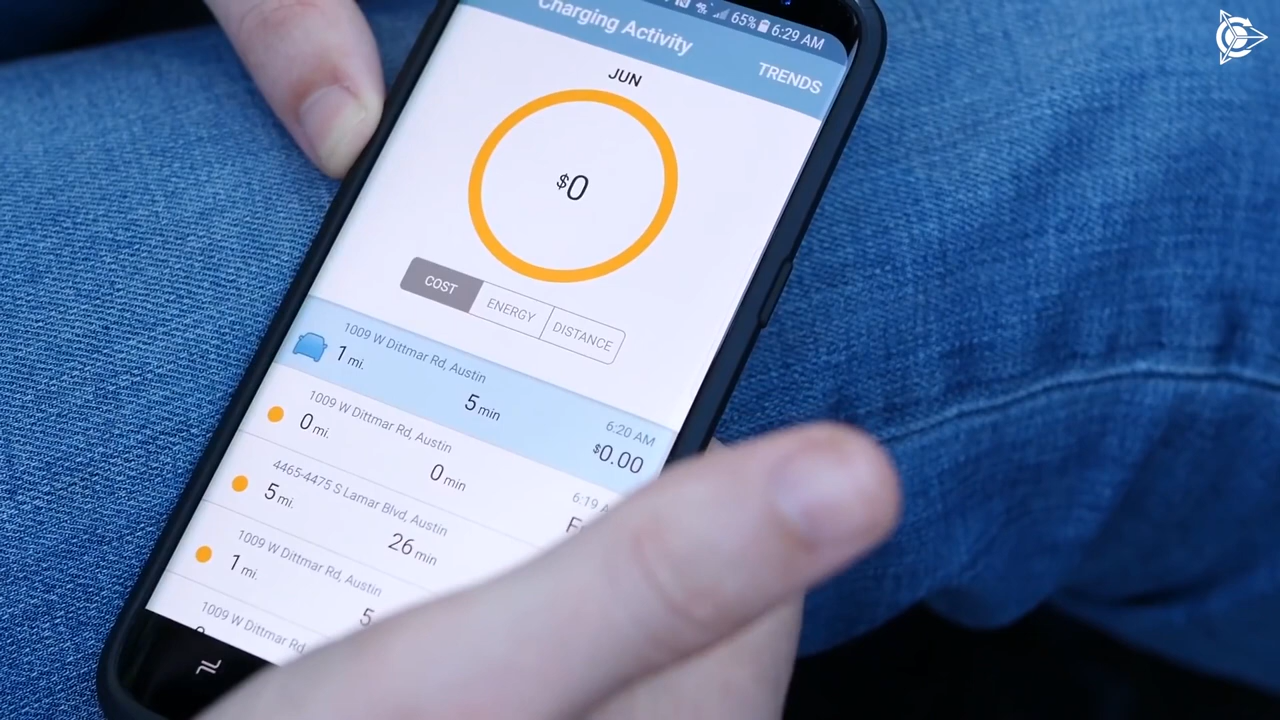 65% 6:29 AM
Charging Activity
TRENDS
JUN
$0
COST ENERGY DISTANCE
1009 W Dittmar Rd, Austin
1 mi. 5 min
6:20 AM
$0.00
1009 W Dittmar Rd, Austin
0 mi. 0 min
6:19
4465-4475 S Lamar Blvd, Austin
5 mi. 26 min
1009 W Dittmar Rd, Austin
1 mi. 5
1009 W Dittmar Rd